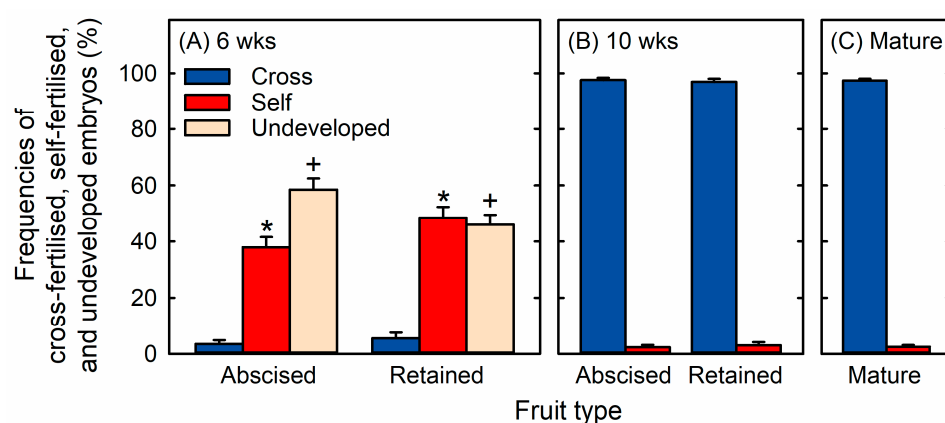 Frequencies of
cross-fertilised, self-fertilised,
and undeveloped embryos (%)
(A) 6 wks
(B) 10 wks
(C) Mature
Cross
Self
Undeveloped
100
80
60
40
20
0
*
+
*
+
Abscised
Retained
Abscised
Retained
Mature
Fruit type